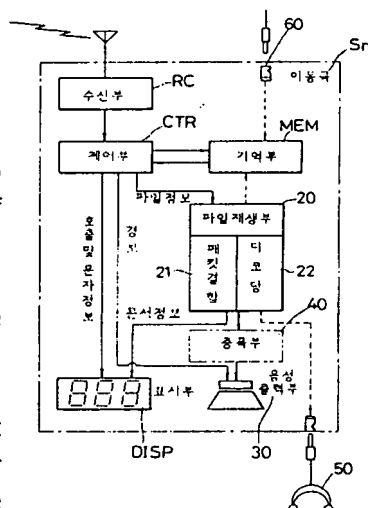 60
Sn
이동국
RC
수신부
CTR
MEM
제어부
기억부
파일정보
20
파일재생부
호출및문자정보
경보
21
패킷결합
디코딩
22
문서정보
40
증폭부
표시부
음성
출력부
DISP
30
50